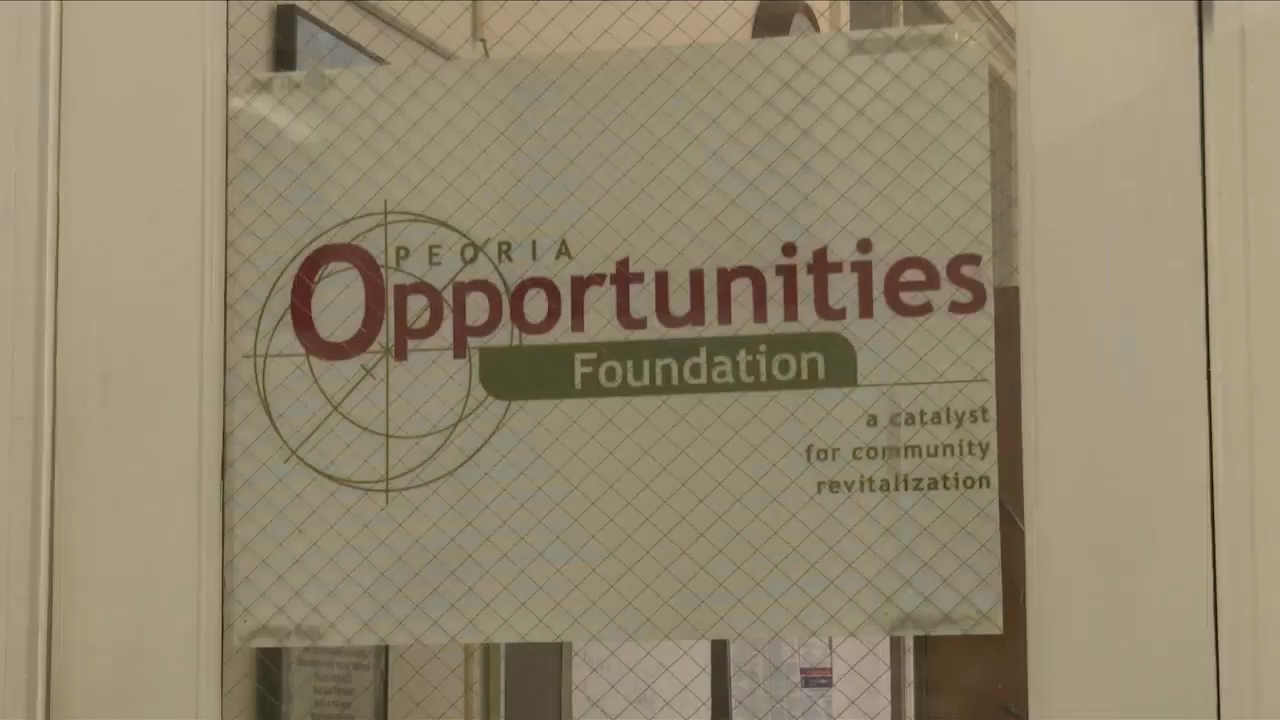 PEORIA
Opportunities
Foundation
a catalyst
for community
revitalization